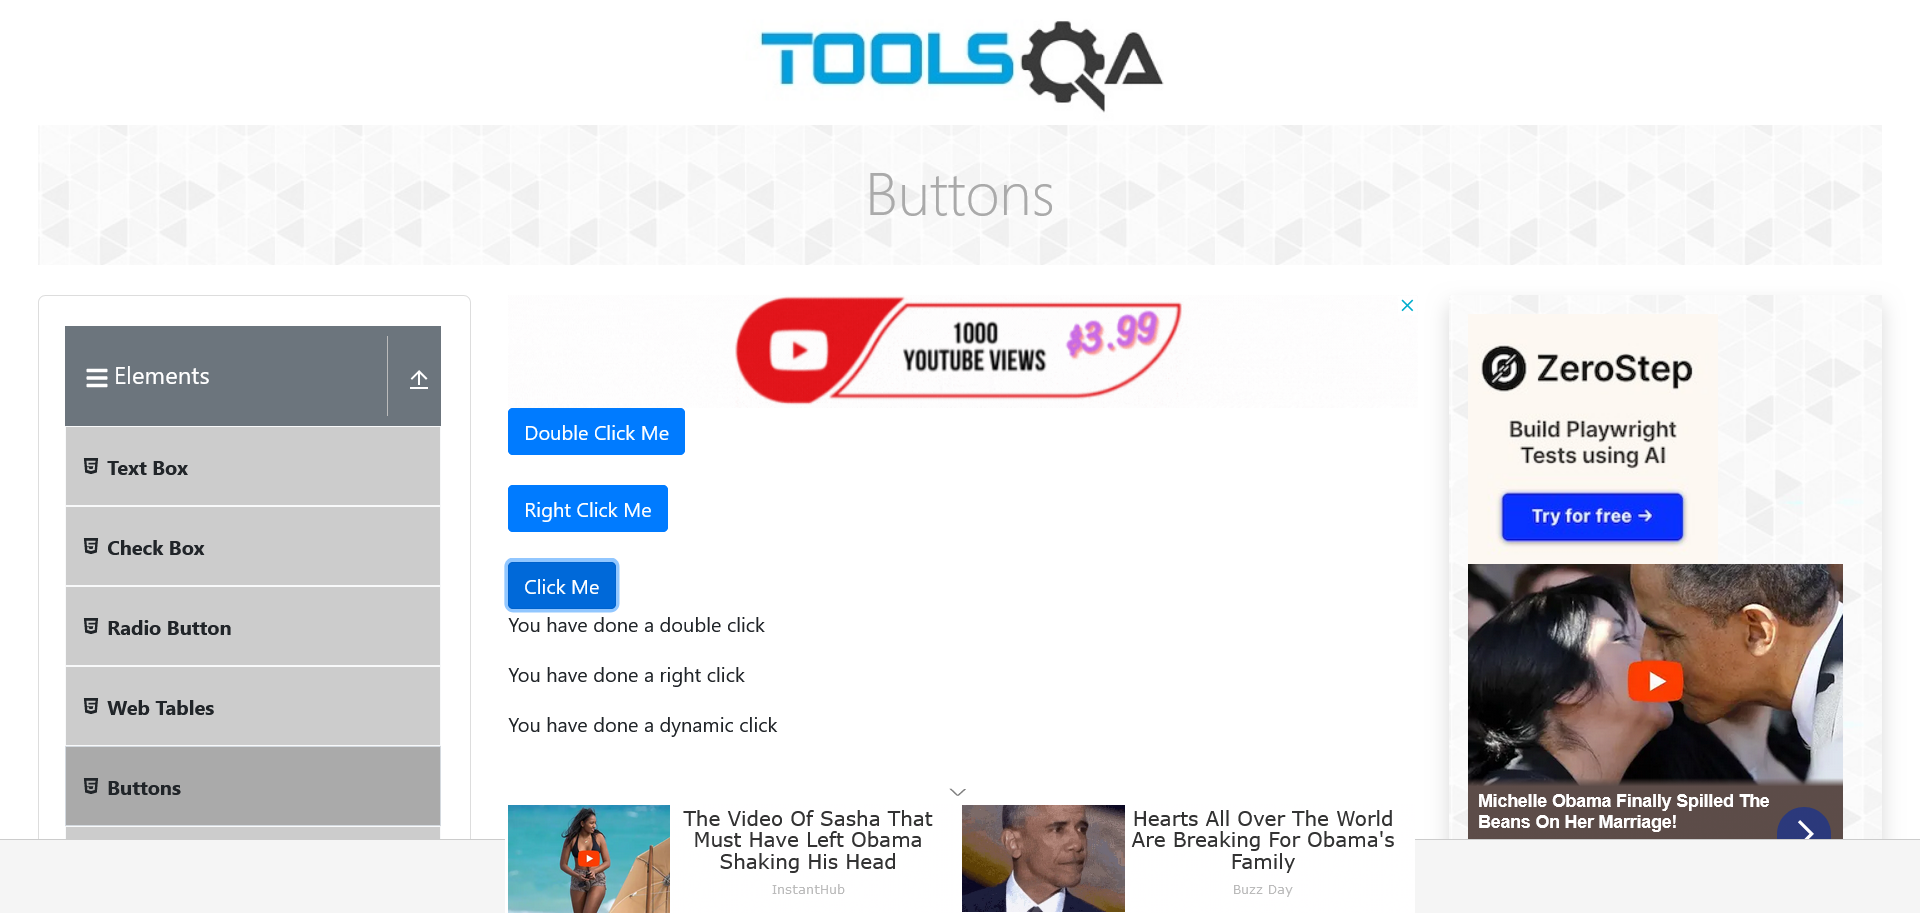 TOOLSQA
Buttons
Elements
Text Box
Check Box
Radio Button
Web Tables
Buttons
1000
YOUTUBE VIEWS
$3.99
Double Click Me
Right Click Me
Click Me
You have done a double click
You have done a right click
You have done a dynamic click
The Video Of Sasha That
Must Have Left Obama
Shaking His Head
InstantHub
Hearts All Over The World
Are Breaking For Obama's
Family
Buzz Day
ZeroStep
Build Playwright
Tests using AI
Try for free →
Michelle Obama Finally Spilled The
Beans On Her Marriage!